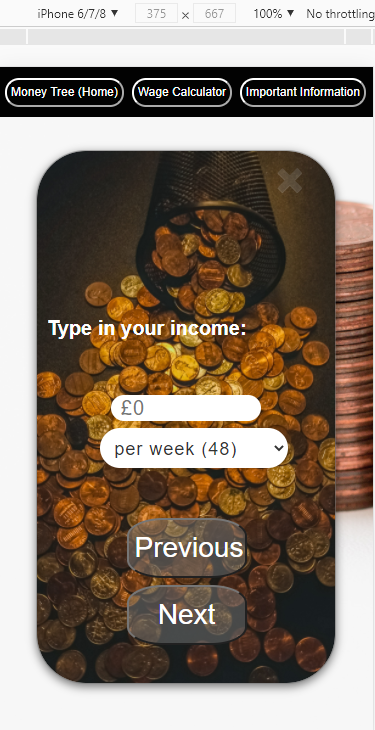 iPhone 6/7/8 ▼ 375 × 667 100% ▼ No throttling
Money Tree (Home) Wage Calculator Important Information
×
Type in your income:
£0
per week (48)
Previous
Next